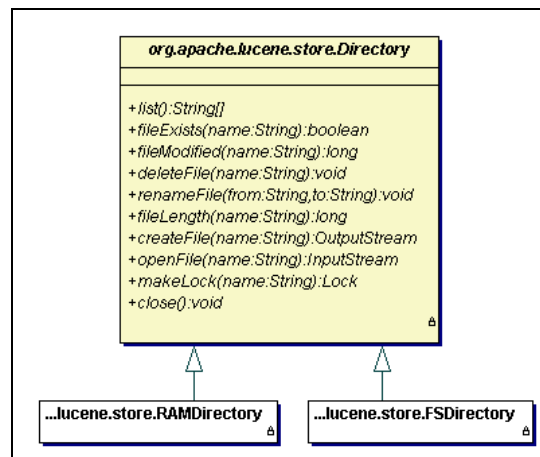 org.apache.lucene.store.Directory
+list():String[]
+fileExists(name:String):boolean
+fileModified(name:String):long
+deleteFile(name:String):void
+renameFile(from:String,to:String):void
+fileLength(name:String):long
+createFile(name:String):OutputStream
+openFile(name:String):InputStream
+makeLock(name:String):Lock
+close():void
...lucene.store.RAMDirectory
...lucene.store.FSDirectory